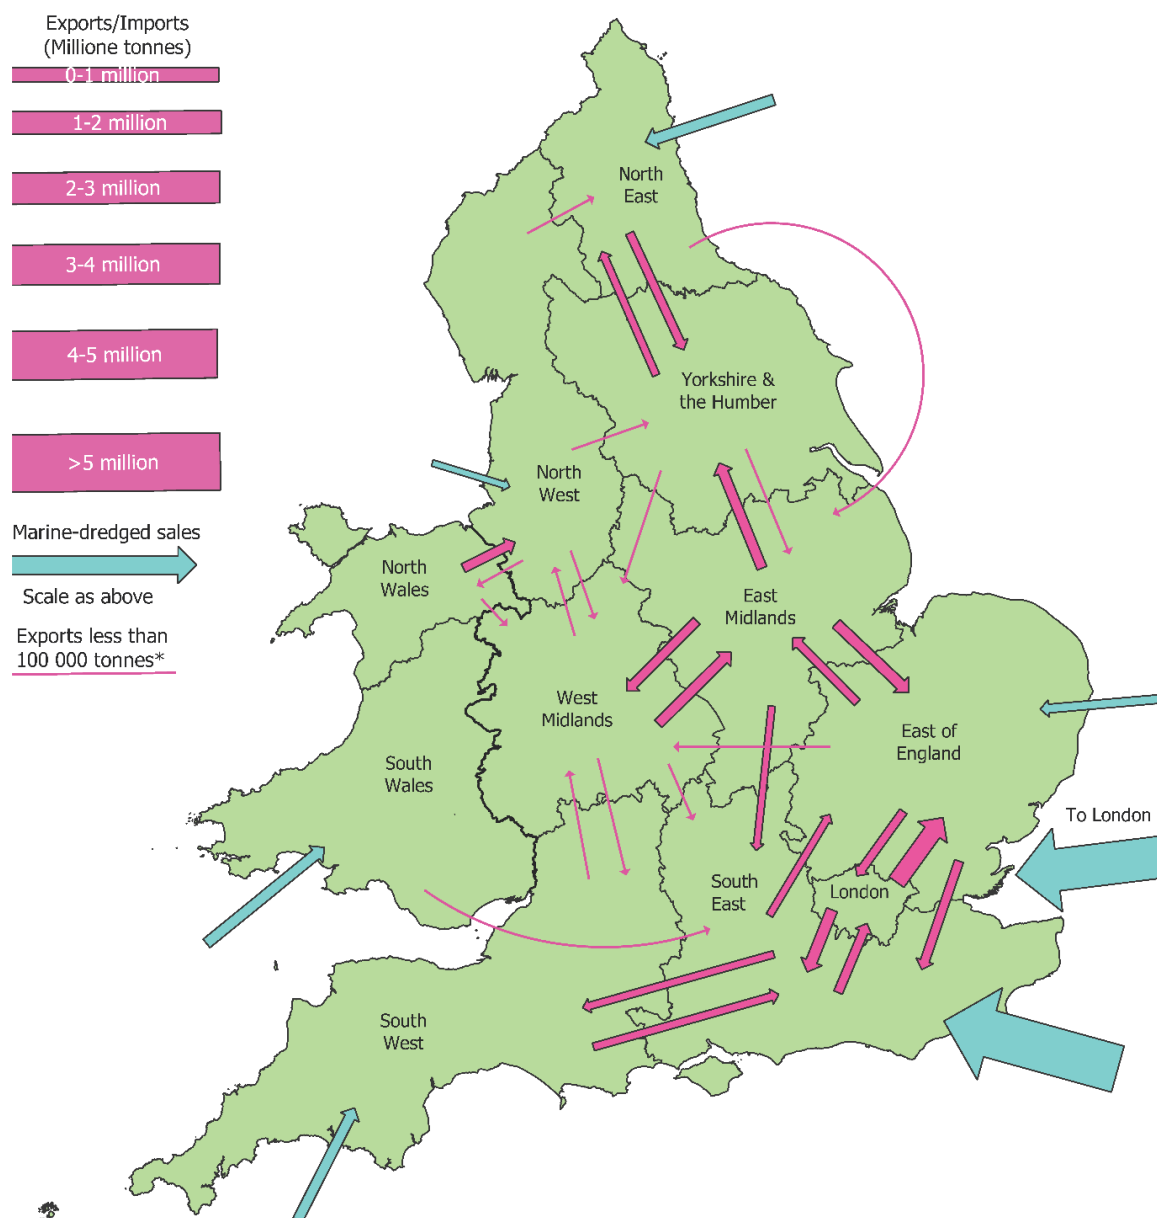 Exports/Imports
(Millione tonnes)
0-1 million
1-2 million
2-3 million
3-4 million
4-5 million
>5 million
Marine-dredged sales
Scale as above
Exports less than
100 000 tonnes*
North
East
Yorkshire &
the Humber
North
West
North
Wales
East
Midlands
West
Midlands
East of
England
South
Wales
To London
South
East
London
South
West